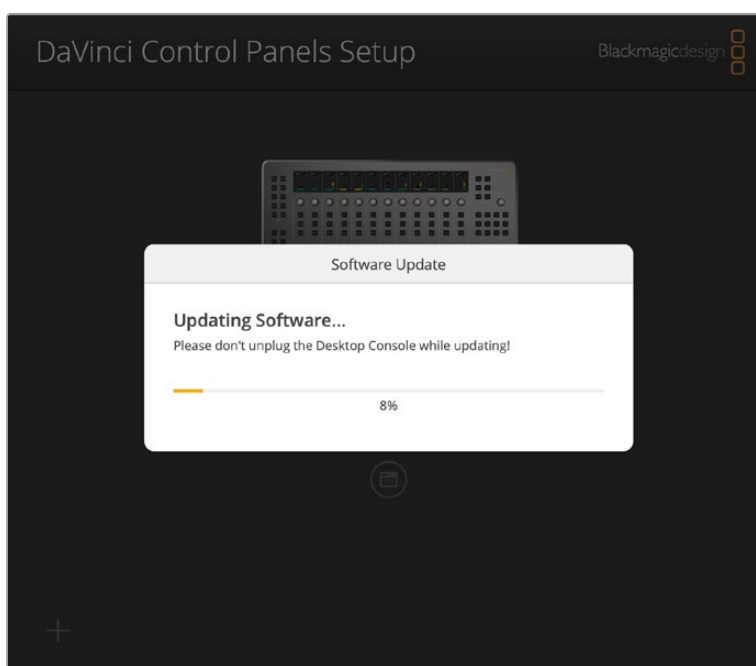 DaVinci Control Panels Setup
Blackmagicdesign
Software Update
Updating Software...
Please don't unplug the Desktop Console while updating!
8%